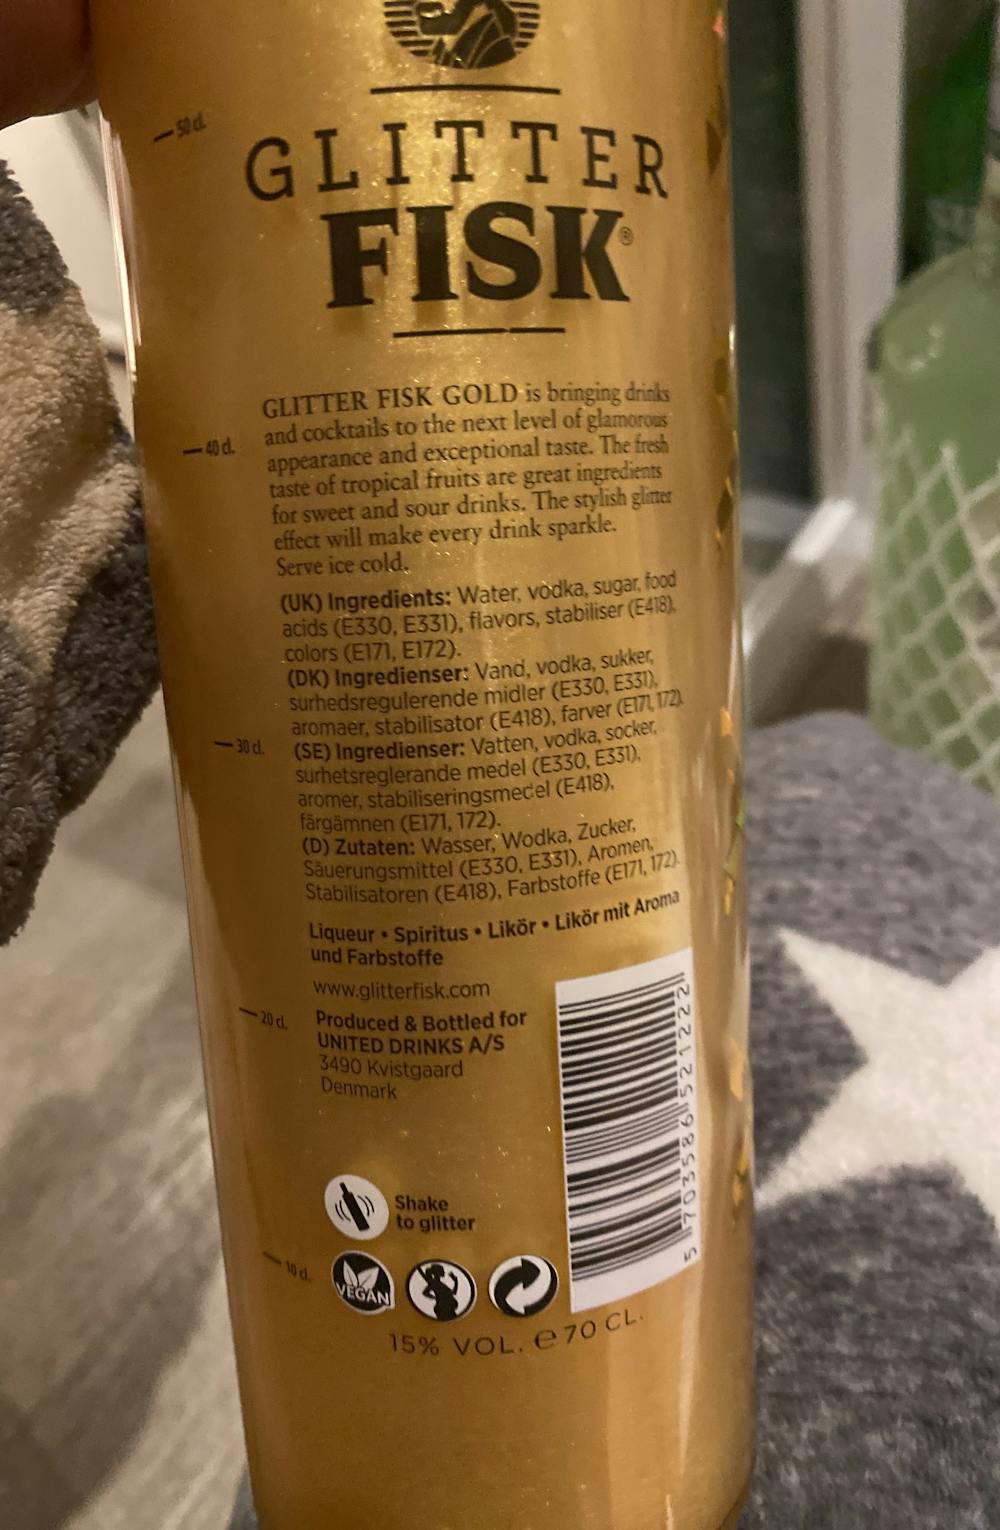 50 cl.
GLITTER
FISK®
GLITTER FISK GOLD is bringing drinks
and cocktails to the next level of glamorous
40 cl.
appearance and exceptional taste. The fresh
taste of tropical fruits are great ingredients
for sweet and sour drinks. The stylish glitter
effect will make every drink sparkle.
Serve ice cold.
(UK) Ingredients: Water, vodka, sugar, food
acids (E330, E331), flavors, stabiliser (E418),
colors (E171, E172).
(DK) Ingredienser: Vand, vodka, sukker,
surhedsregulerende midler (E330, E331),
aromaer, stabilisator (E418), farver (E171, 172).
30 cl.
(SE) Ingredienser: Vatten, vodka, socker,
surhetsreglerande medel (E330, E331),
aromer, stabiliseringsmedel (E418),
färgämnen (E171, 172).
(D) Zutaten: Wasser, Wodka, Zucker,
Säuerungsmittel (E330, E331), Aromen,
Stabilisatoren (E418), Farbstoffe (E171, 172).
Liqueur • Spiritus • Likör • Likör mit Aroma
und Farbstoffe
www.glitterfisk.com
20 cl.
Produced & Bottled for
UNITED DRINKS A/S
3490 Kvistgaard
Denmark
5 703586 521222
Shake
to glitter
10 cl.
VEGAN
15% VOL. e 70 CL.